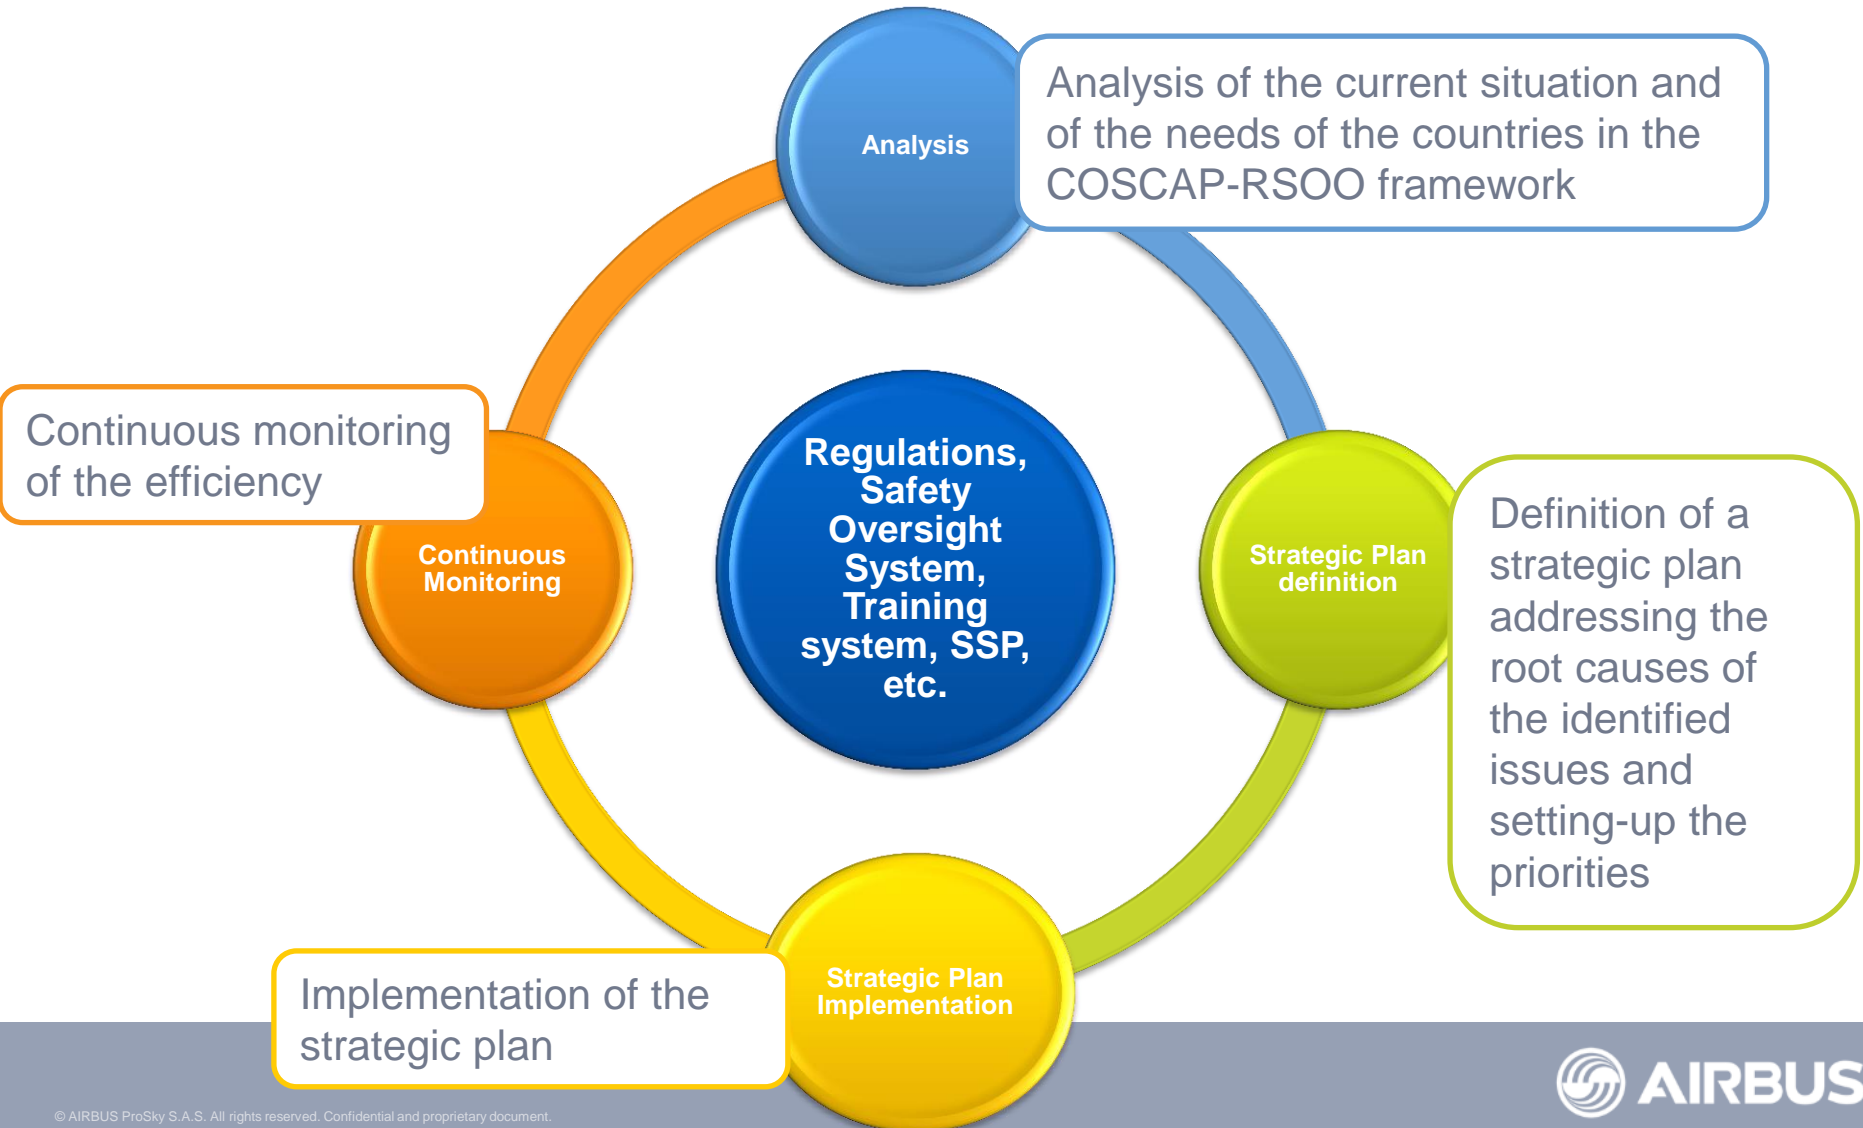 Analysis
Analysis of the current situation and
of the needs of the countries in the
COSCAP-RSOO framework
Continuous monitoring
of the efficiency
Continuous
Monitoring
Regulations,
Safety
Oversight
System,
Training
system, SSP,
etc.
Strategic Plan
definition
Definition of a
strategic plan
addressing the
root causes of
the identified
issues and
setting-up the
priorities
Implementation of the
strategic plan
Strategic Plan
Implementation
AIRBUS
© AIRBUS ProSky S.A.S. All rights reserved. Confidential and proprietary document.